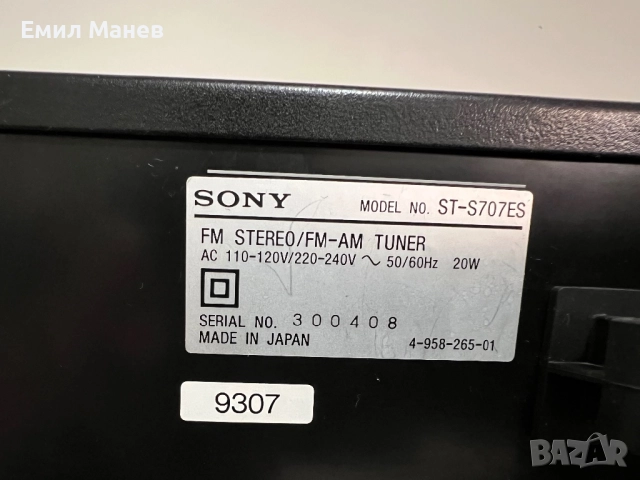 Емил Манев
SONY MODEL NO. ST-S707ES
FM STEREO/FM-AM TUNER
AC 110-120V/220-240V ~ 50/60Hz 20W
SERIAL NO. 300408
MADE IN JAPAN 4-958-265-01
9307
BAZAR